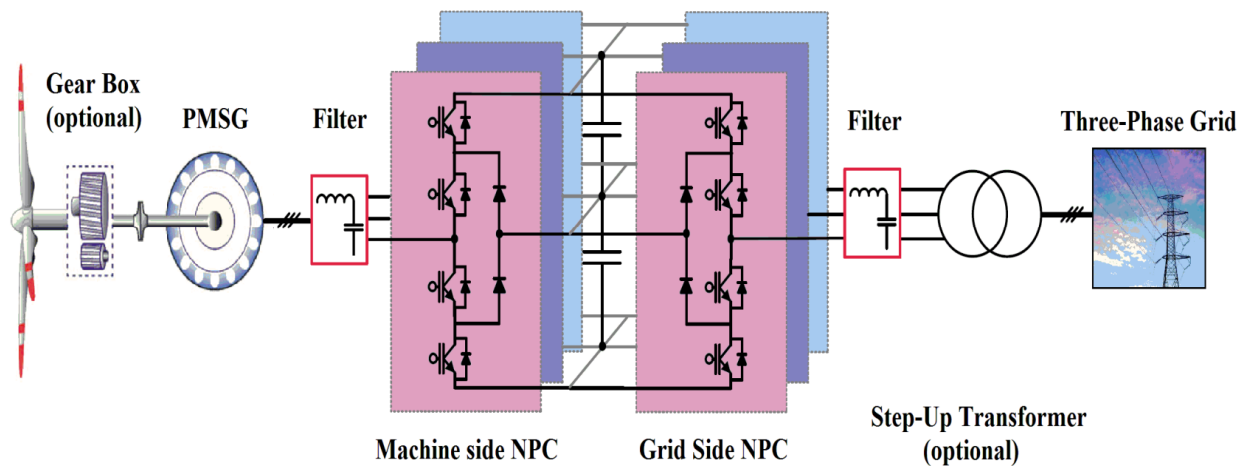 Gear Box
(optional)
PMSG
Filter
Filter
Three-Phase Grid
Machine side NPC
Grid Side NPC
Step-Up Transformer
(optional)